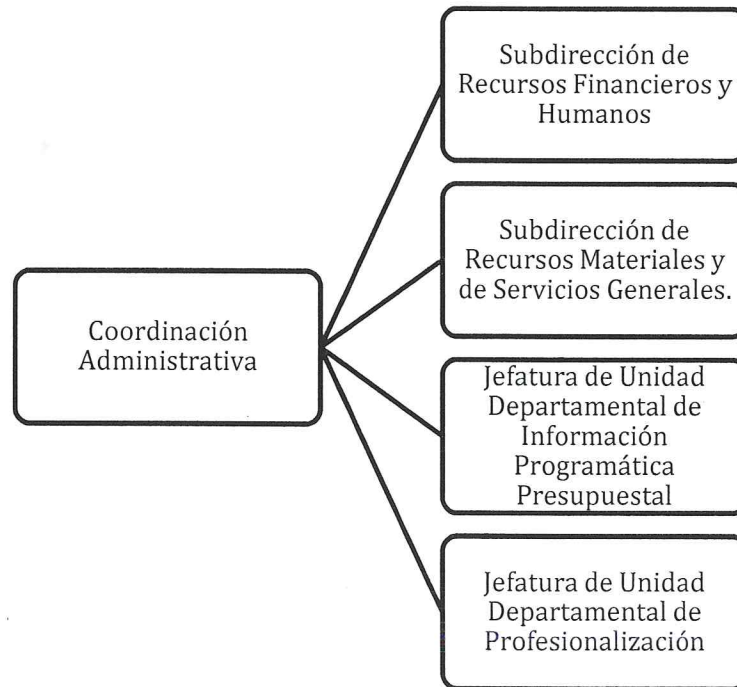 Coordinación
Administrativa
Subdirección de
Recursos Financieros y
Humanos
Subdirección de
Recursos Materiales y
de Servicios Generales.
Jefatura de Unidad
Departamental de
Información
Programática
Presupuestal
Jefatura de Unidad
Departamental de
Profesionalización